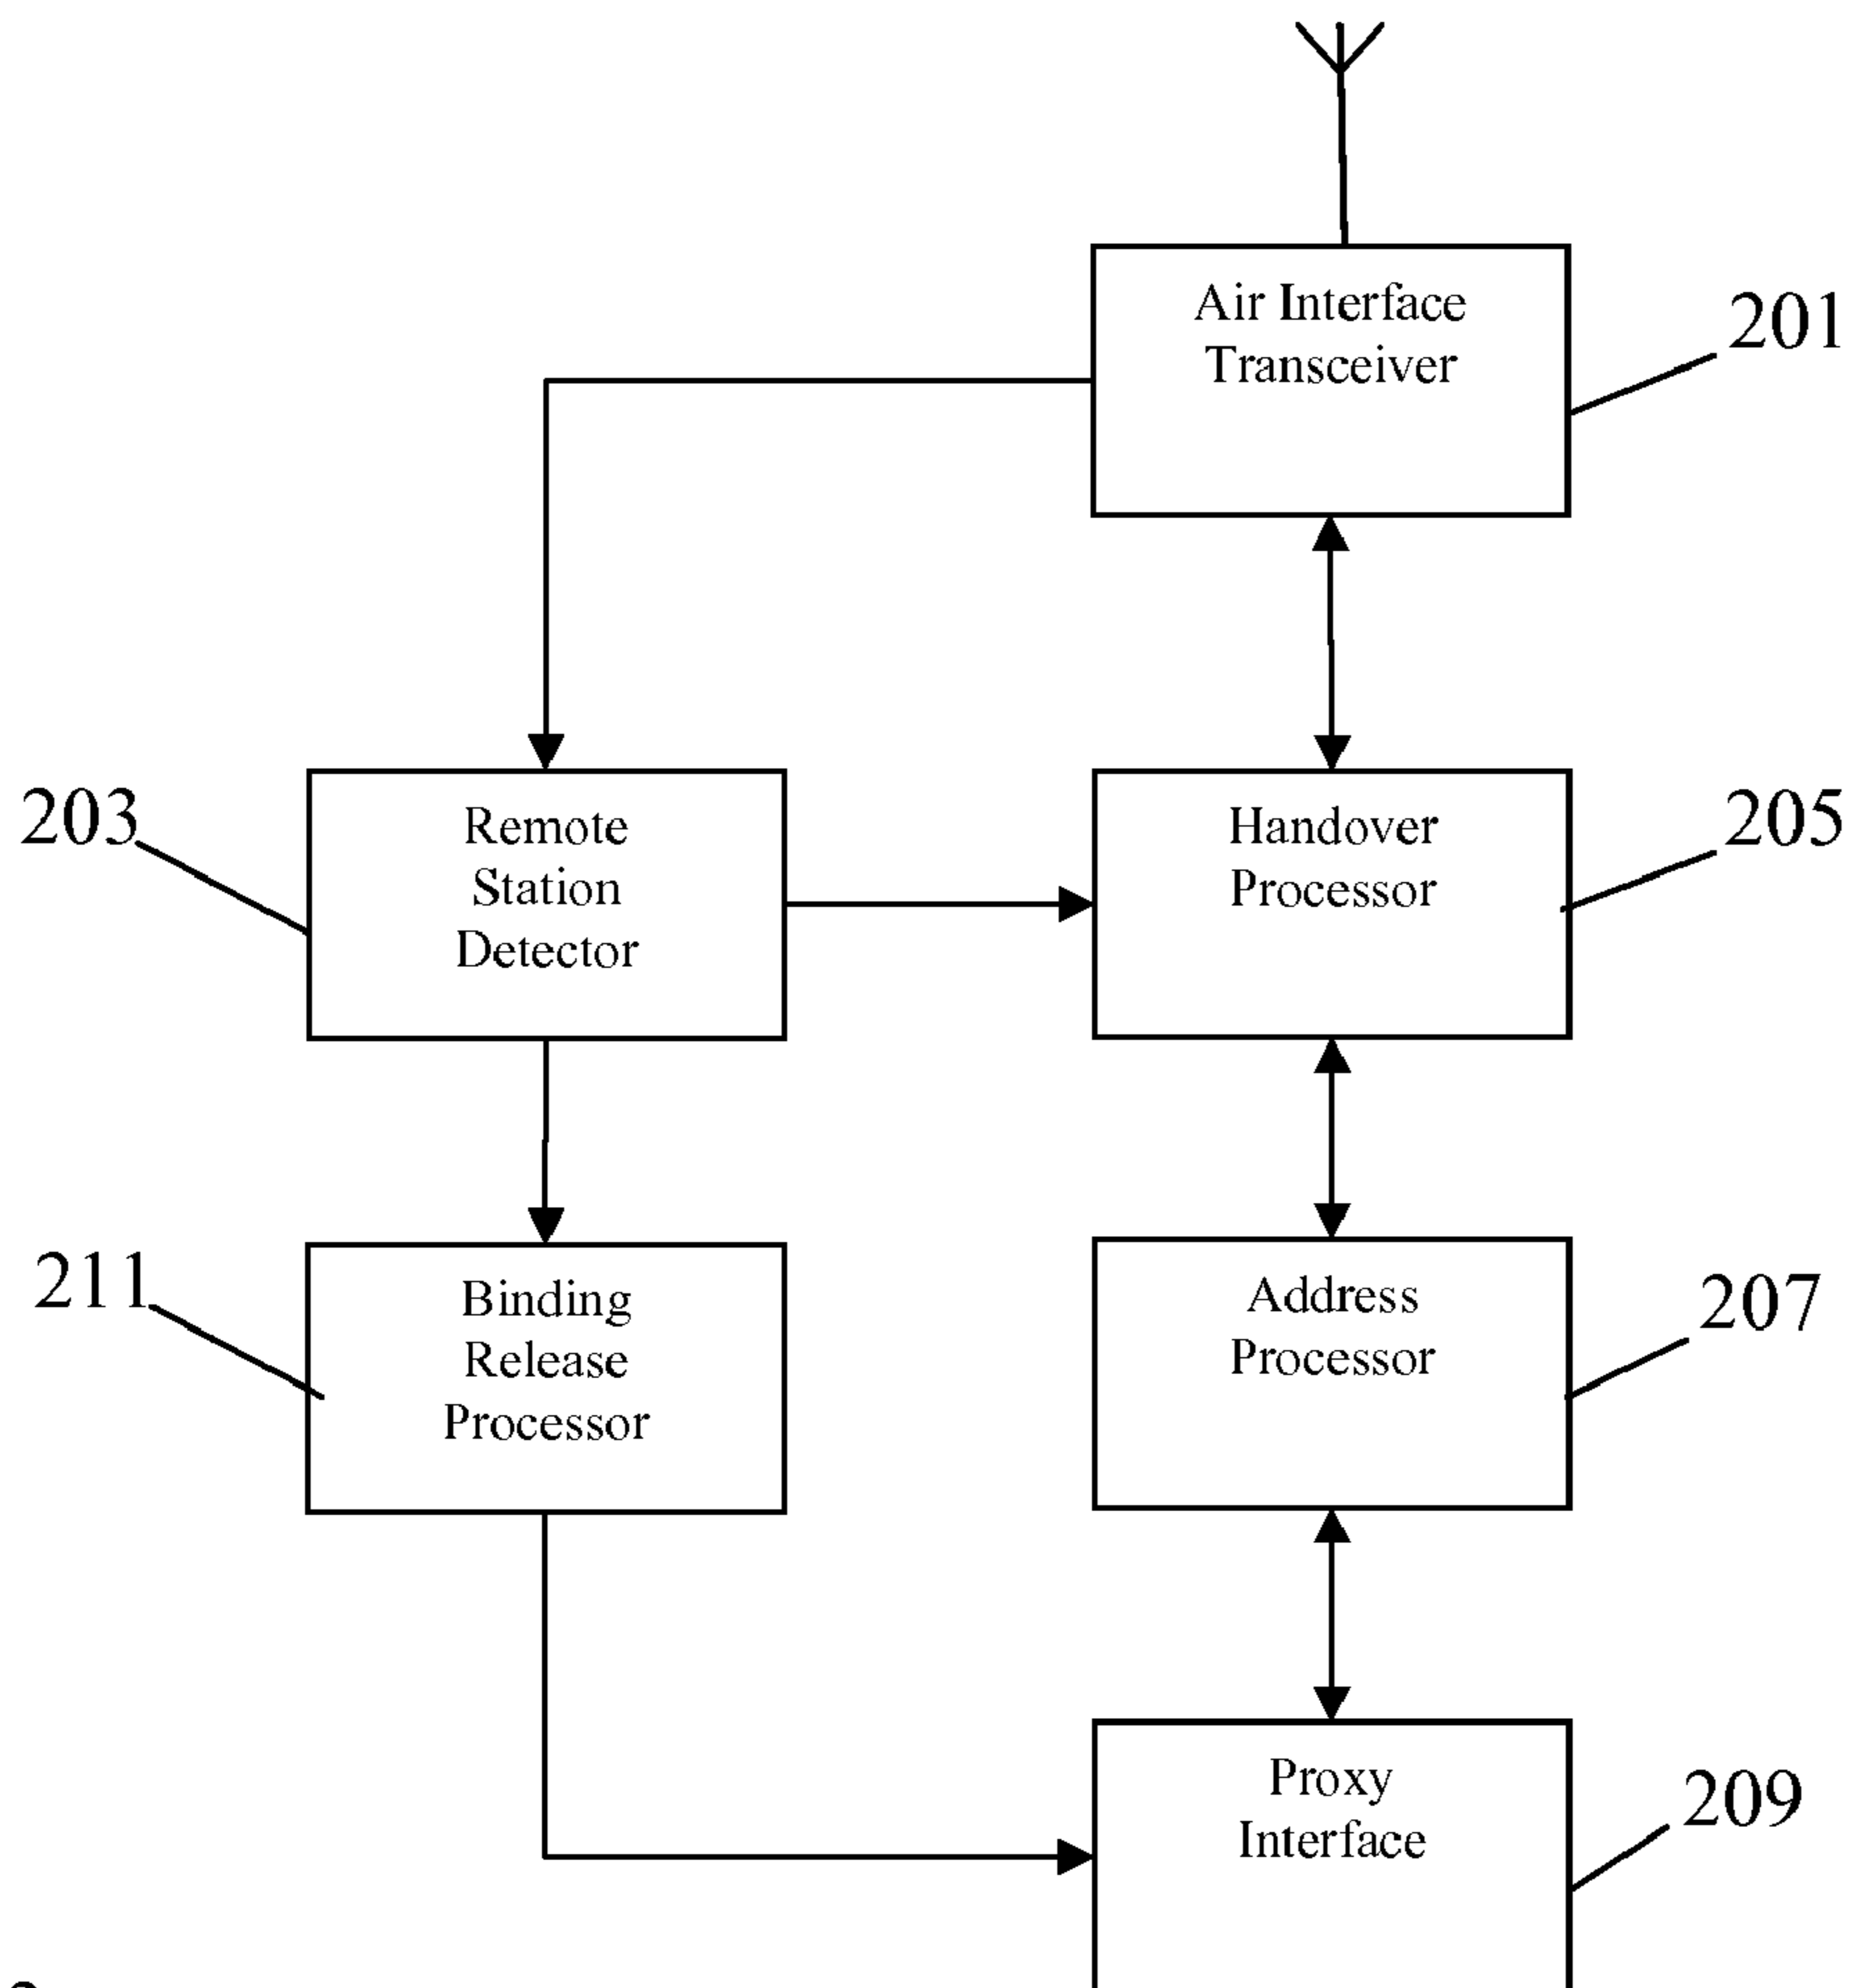 Air Interface
Transceiver
201
203
Remote
Station
Detector
Handover
Processor
205
211
Binding
Release
Processor
Address
Processor
207
Proxy
Interface
209